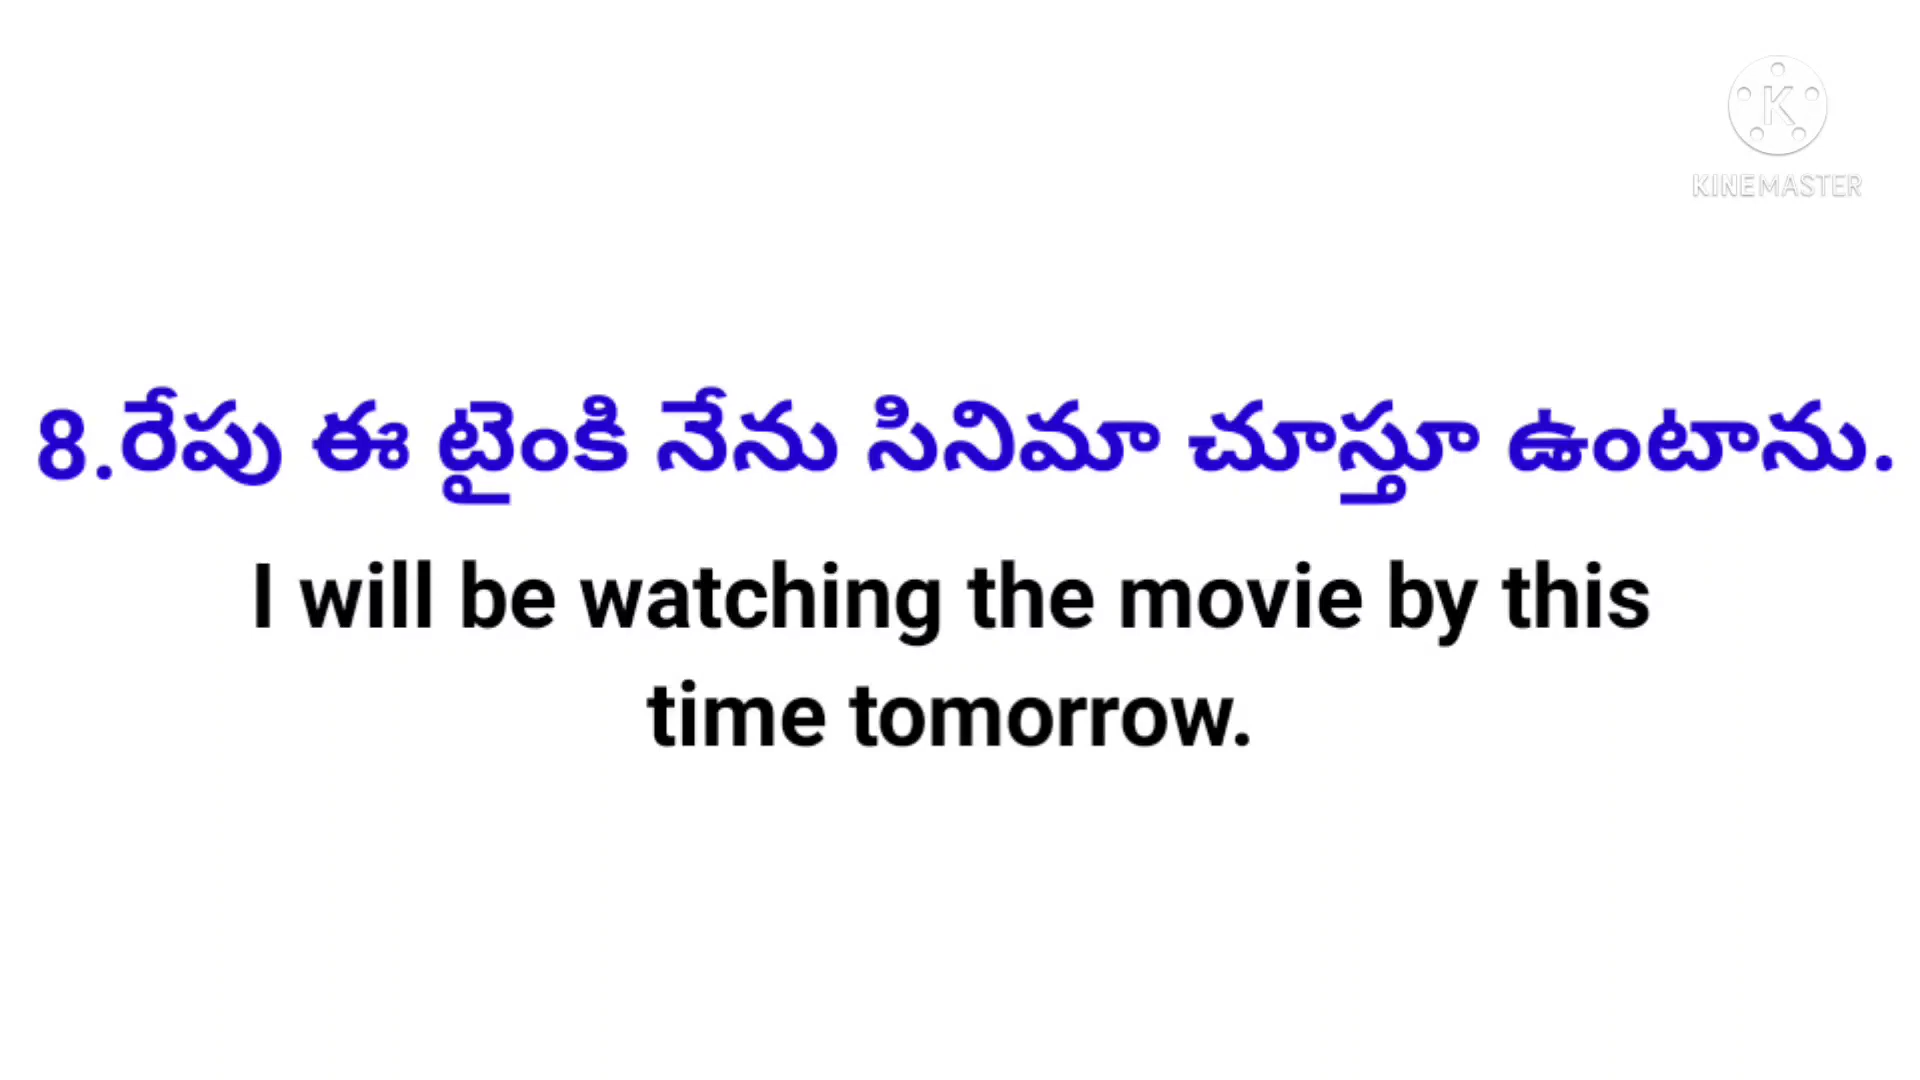 K
KINEMASTER
8.రేపు ఈ టైంకి నేను సినిమా చూస్తూ ఉంటాను.
I will be watching the movie by this
time tomorrow.